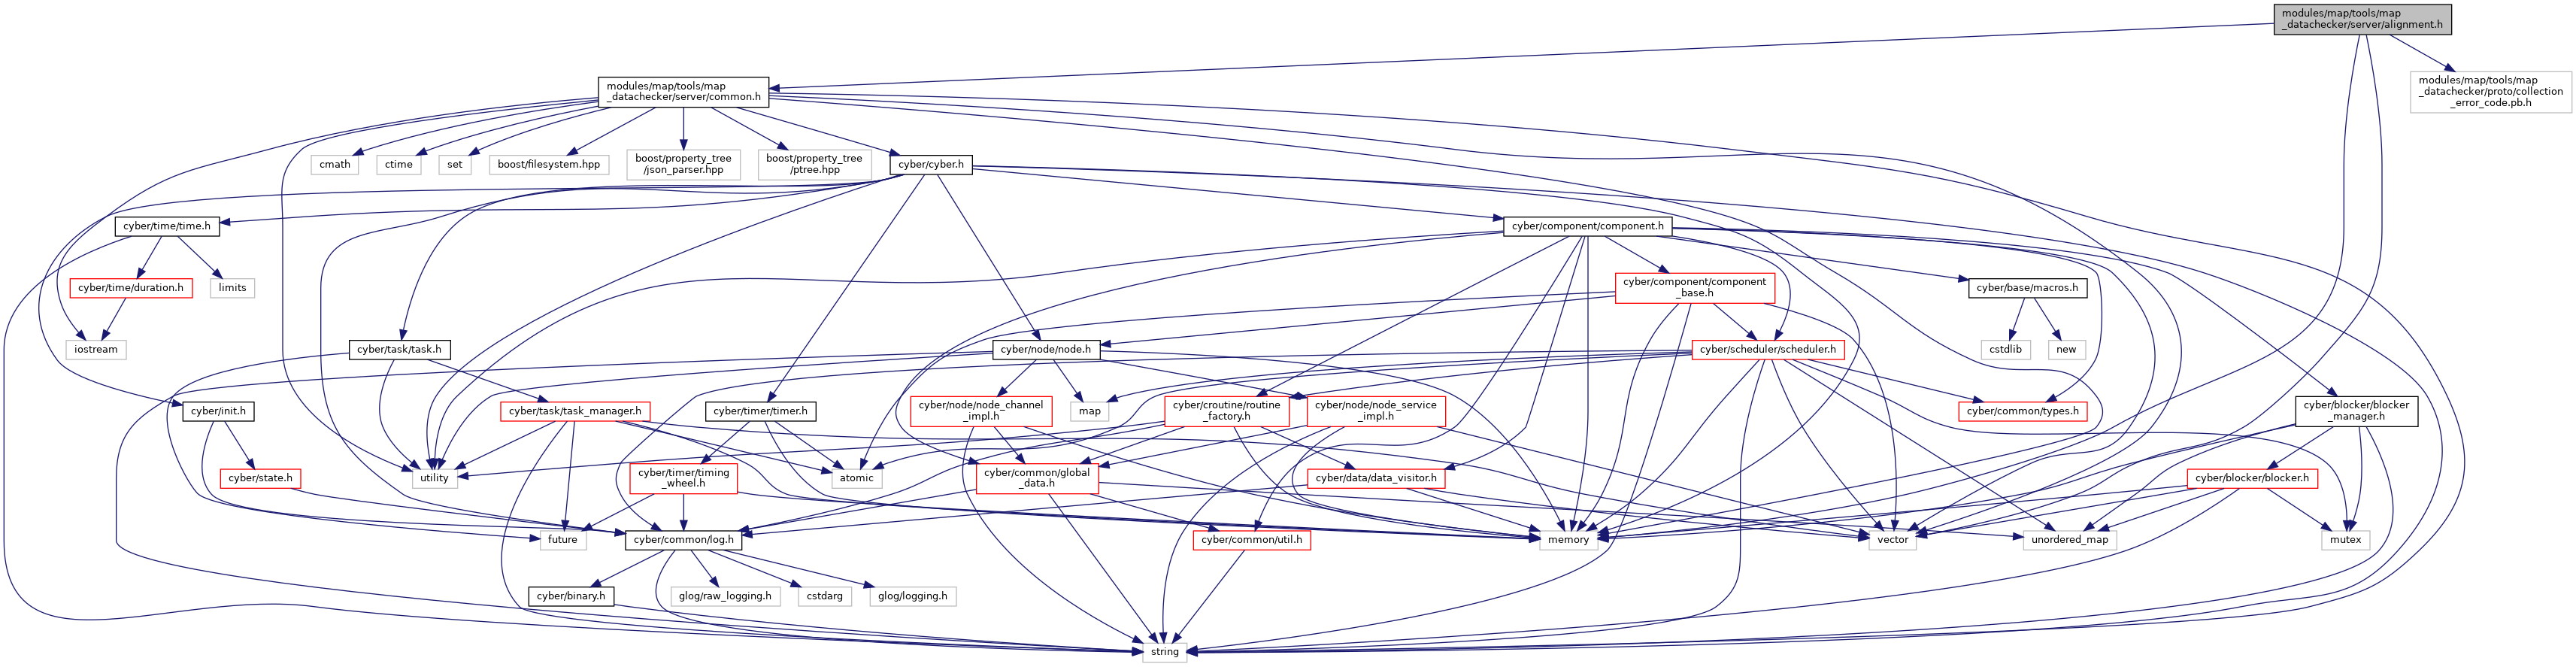 modules/map/tools/map
_datachecker/server/alignment.h
modules/map/tools/map
_datachecker/server/common.h
modules/map/tools/map
_datachecker/proto/collection
_error_code.pb.h
cmath
ctime
set
boost/filesystem.hpp
boost/property_tree
/json_parser.hpp
boost/property_tree
/ptree.hpp
cyber/cyber.h
cyber/time/time.h
cyber/component/component.h
cyber/time/duration.h
limits
cyber/component/component
_base.h
cyber/base/macros.h
iostream
cyber/task/task.h
cyber/node/node.h
cyber/scheduler/scheduler.h
cstdlib
new
cyber/init.h
cyber/task/task_manager.h
cyber/timer/timer.h
cyber/node/node_channel
_impl.h
map
cyber/croutine/routine
_factory.h
cyber/node/node_service
_impl.h
cyber/common/types.h
cyber/blocker/blocker
_manager.h
cyber/state.h
utility
cyber/timer/timing
_wheel.h
atomic
cyber/common/global
_data.h
cyber/data/data_visitor.h
cyber/blocker/blocker.h
future
cyber/common/log.h
cyber/common/util.h
memory
vector
unordered_map
mutex
cyber/binary.h
glog/raw_logging.h
cstdarg
glog/logging.h
string